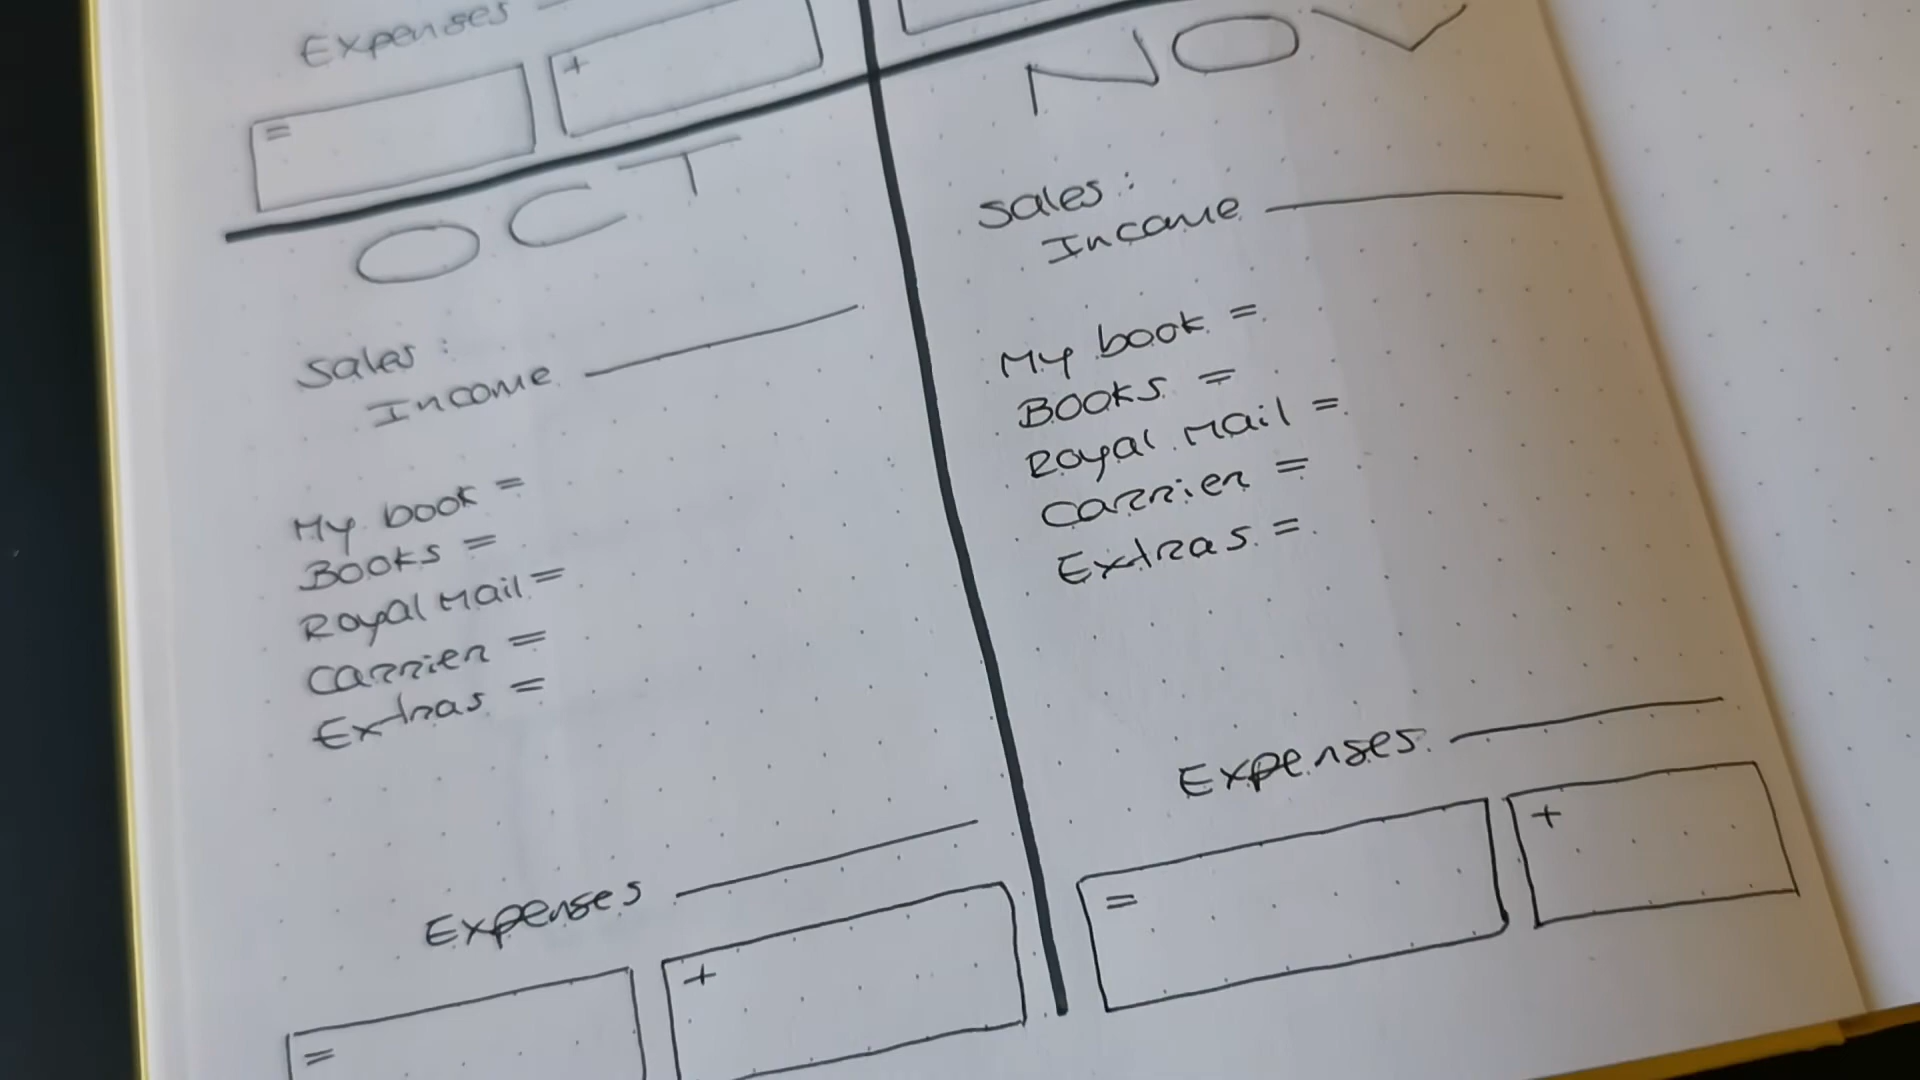 Expenses
=
+
OCT
Sales:
Income
My book =
Books =
Royal Mail =
Carrier =
Extras =
Expenses
=
+
NOV
Sales:
Income
My book =
Books =
Royal Mail =
Carrier =
Extras =
Expenses
=
+